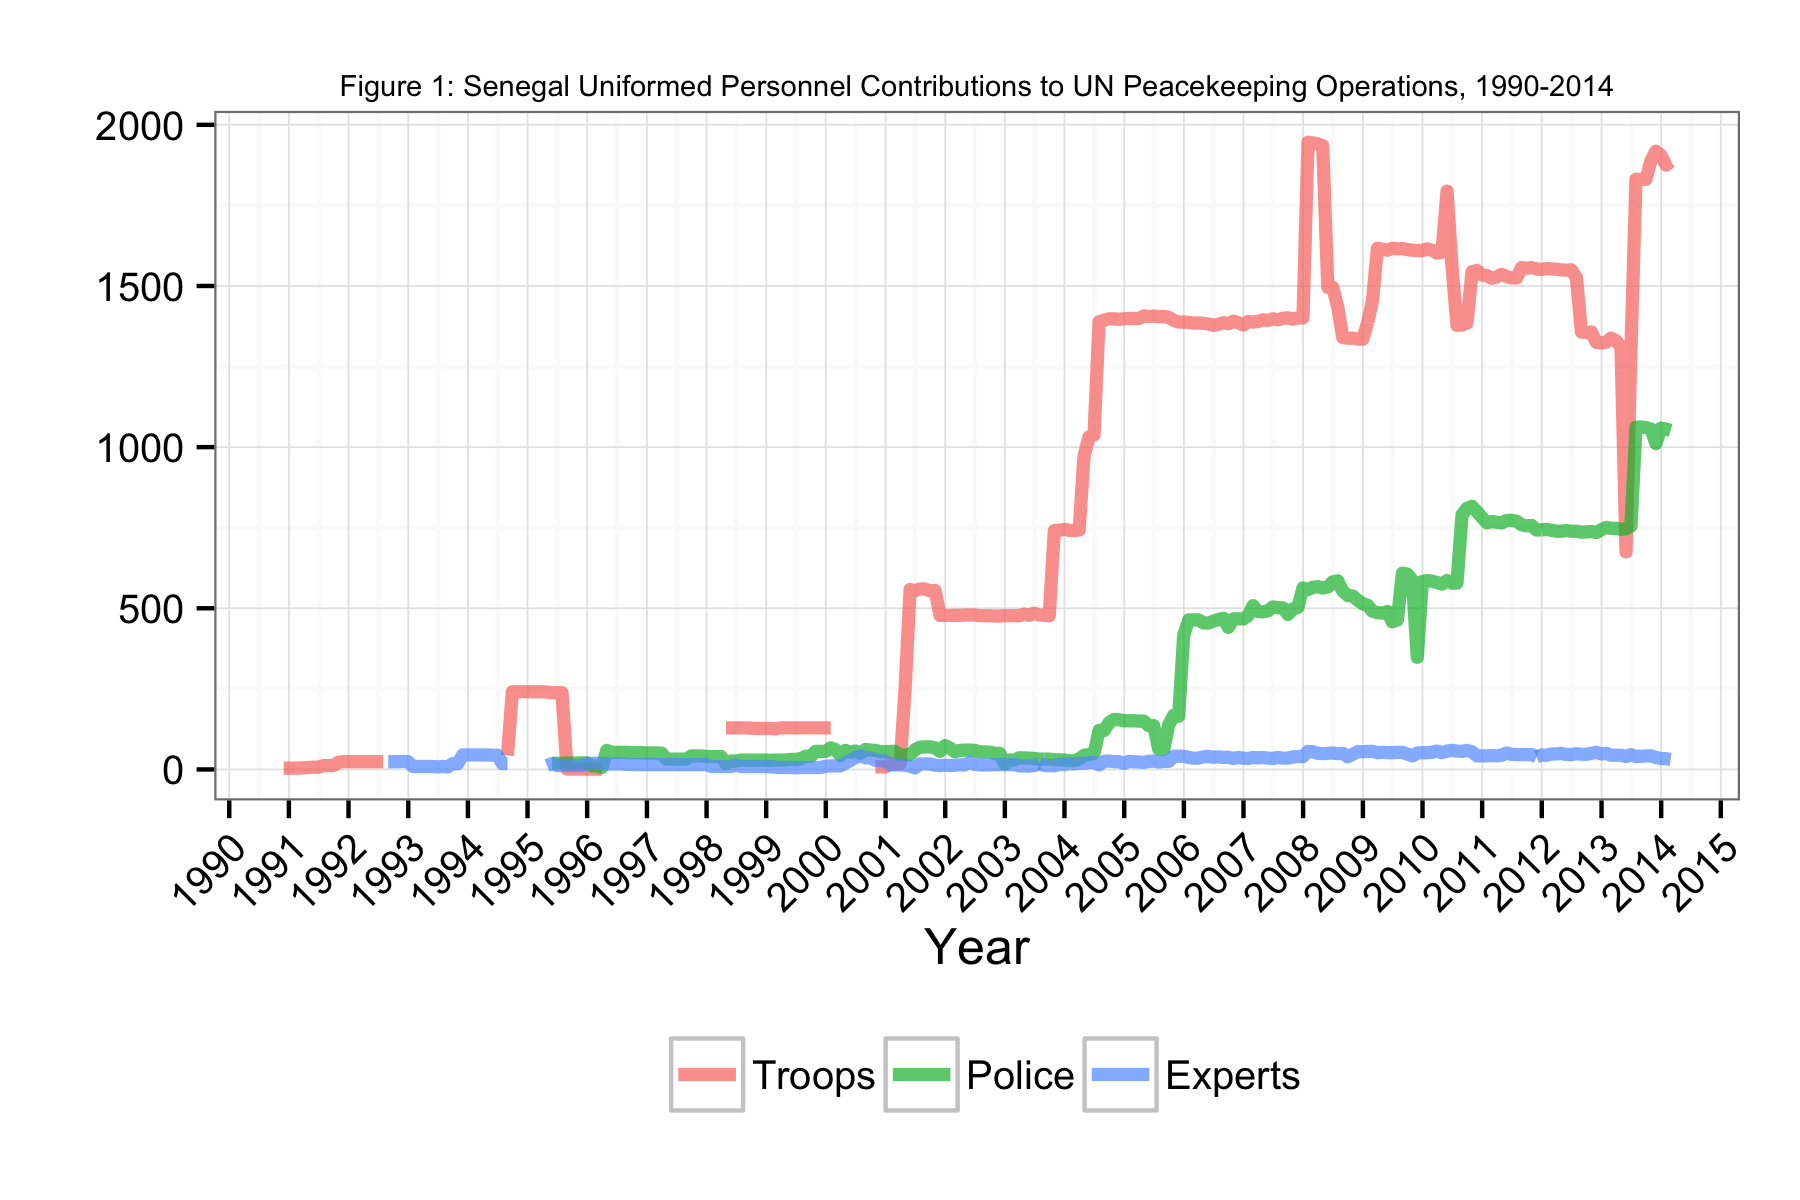 Figure 1: Senegal Uniformed Personnel Contributions to UN Peacekeeping Operations, 1990-2014
2000
1500
1000
500
0
1990 1991 1992 1993 1994 1995 1996 1997 1998 1999 2000 2001 2002 2003 2004 2005 2006 2007 2008 2009 2010 2011 2012 2013 2014 2015
Year
Troops Police Experts